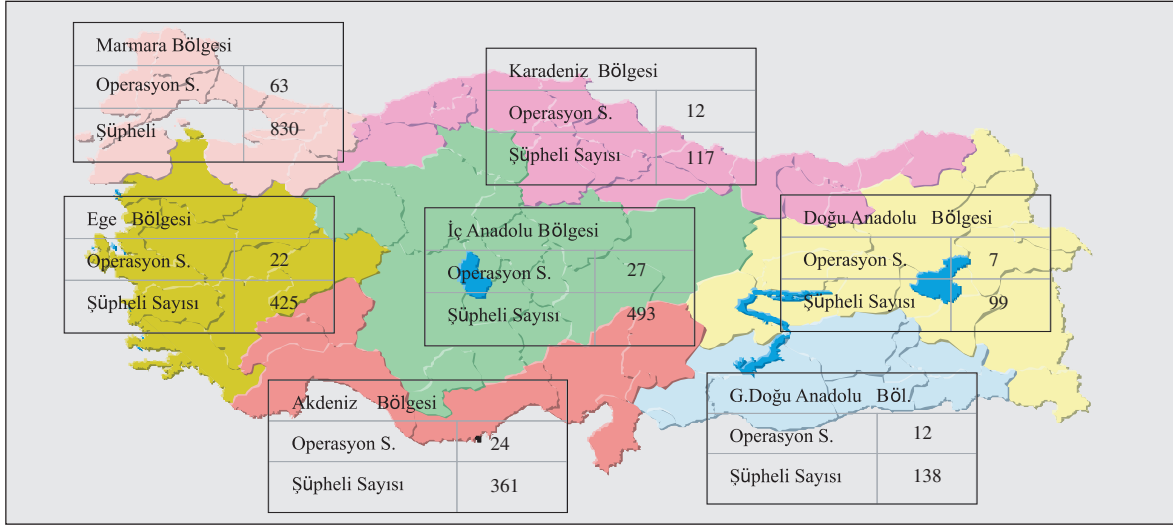 Marmara Bölgesi
Operasyon S. 63
Şüpheli 830
Karadeniz Bölgesi
Operasyon S. 12
Şüpheli Sayısı 117
Ege Bölgesi
Operasyon S. 22
Şüpheli Sayısı 425
İç Anadolu Bölgesi
Operasyon S. 27
Şüpheli Sayısı 493
Doğu Anadolu Bölgesi
Operasyon S. 7
Şüpheli Sayısı 99
Akdeniz Bölgesi
Operasyon S. 24
Şüpheli Sayısı 361
G.Doğu Anadolu Böl.
Operasyon S. 12
Şüpheli Sayısı 138